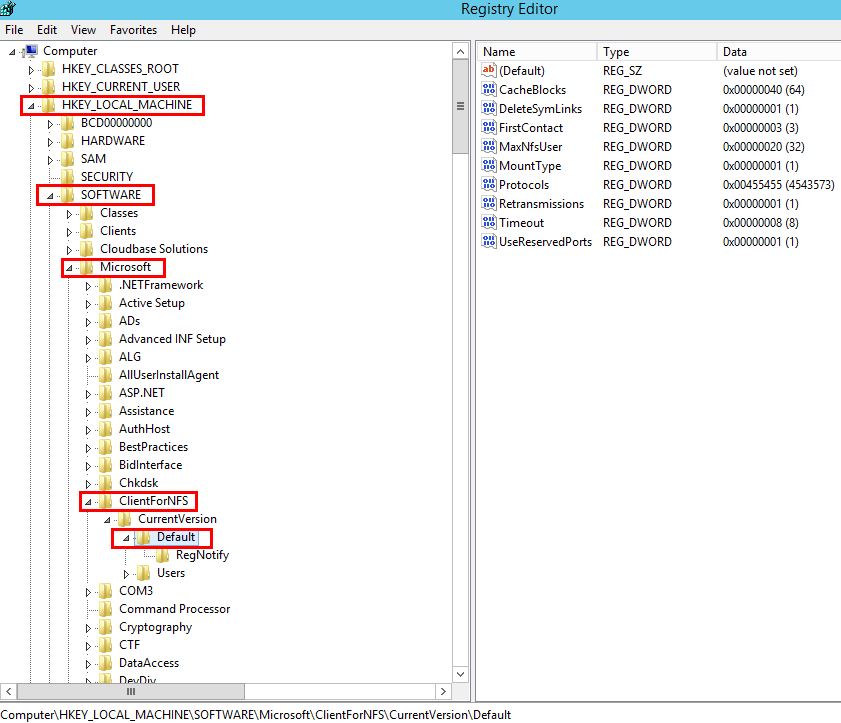 Registry Editor
File Edit View Favorites Help
Computer
HKEY_CLASSES_ROOT
HKEY_CURRENT_USER
HKEY_LOCAL_MACHINE
BCD00000000
HARDWARE
SAM
SECURITY
SOFTWARE
Classes
Clients
Cloudbase Solutions
Microsoft
.NETFramework
Active Setup
ADs
Advanced INF Setup
ALG
AllUserInstallAgent
ASP.NET
Assistance
AuthHost
BestPractices
BidInterface
Chkdsk
ClientForNFS
CurrentVersion
Default
RegNotify
Users
COM3
Command Processor
Cryptography
CTF
DataAccess
DevDiv
Name Type Data
(Default) REG_SZ (value not set)
CacheBlocks REG_DWORD 0x00000040 (64)
DeleteSymLinks REG_DWORD 0x00000001 (1)
FirstContact REG_DWORD 0x00000003 (3)
MaxNfsUser REG_DWORD 0x00000020 (32)
MountType REG_DWORD 0x00000001 (1)
Protocols REG_DWORD 0x00455455 (4543573)
Retransmissions REG_DWORD 0x00000001 (1)
Timeout REG_DWORD 0x00000008 (8)
UseReservedPorts REG_DWORD 0x00000001 (1)
Computer\HKEY_LOCAL_MACHINE\SOFTWARE\Microsoft\ClientForNFS\CurrentVersion\Default